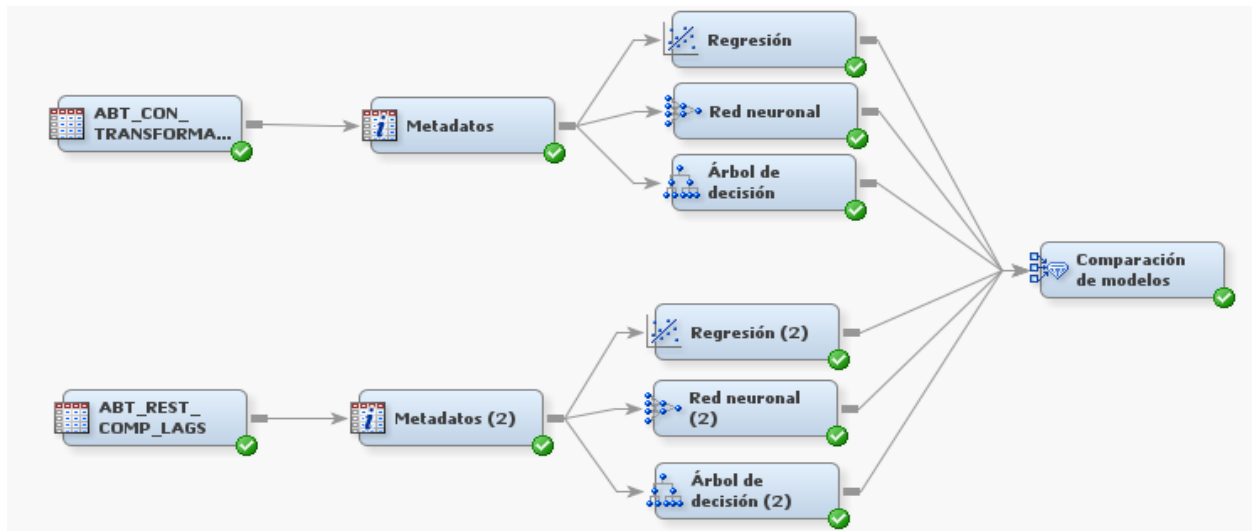 Regresión
ABT_CON_
TRANSFORMA...
Metadatos
Red neuronal
Árbol de
decisión
Comparación
de modelos
Regresión (2)
ABT_REST_
COMP_LAGS
Metadatos (2)
Red neuronal
(2)
Árbol de
decisión (2)